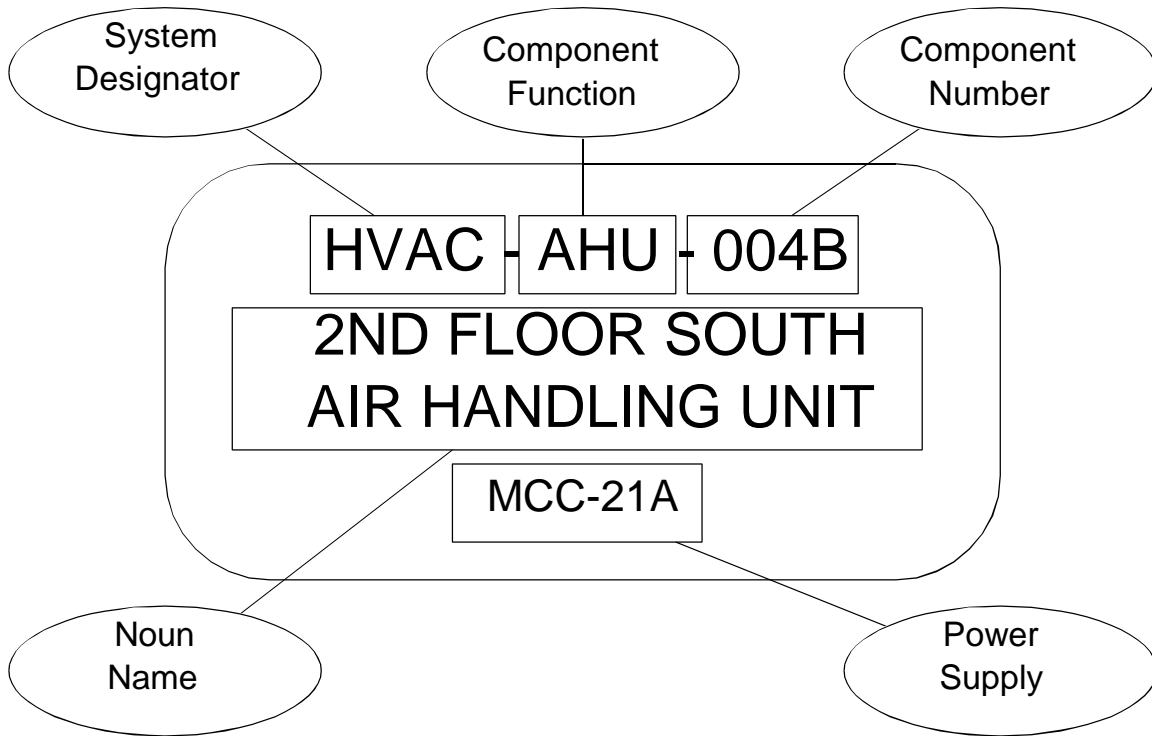 System
Designator
Component
Function
Component
Number
HVAC - AHU - 004B
2ND FLOOR SOUTH
AIR HANDLING UNIT
MCC-21A
Noun
Name
Power
Supply